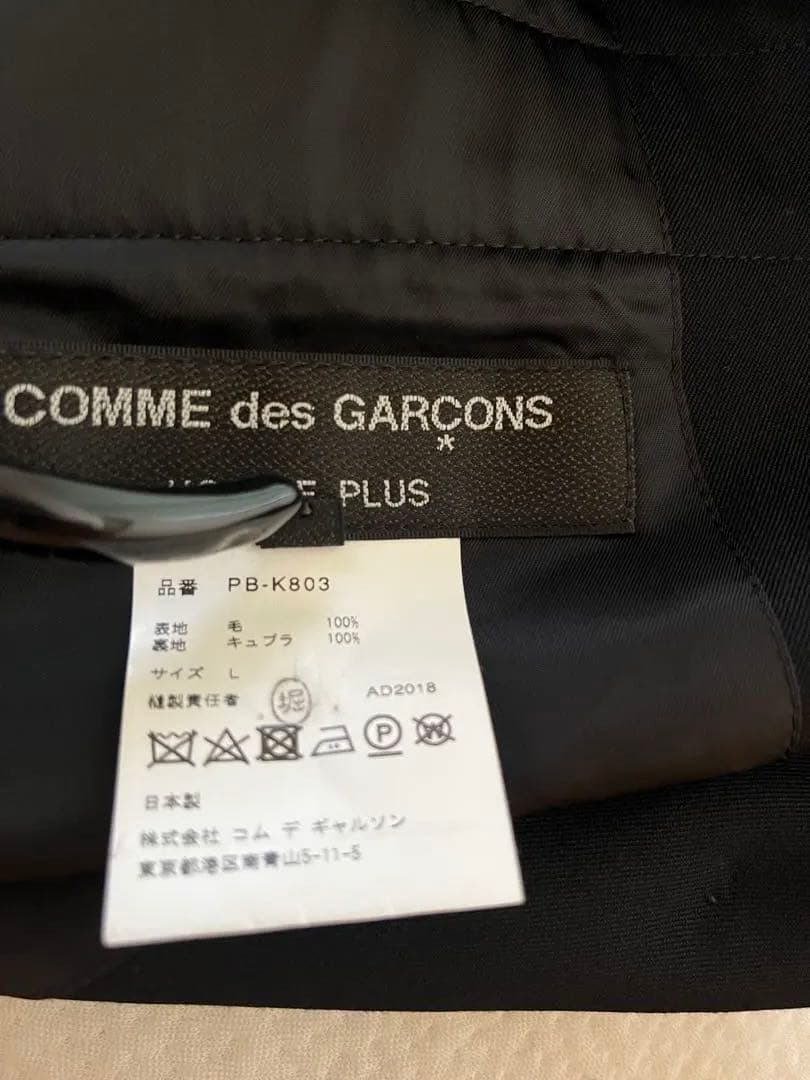 COMME des GARÇONS
PLUS
品番 PB-K803
表地 毛 100%
裏地 キュプラ 100%
サイズ L
縫製責任者 堀 AD2018
P W
日本製
株式会社 コム デ ギャルソン
東京都港区南青山5-11-5